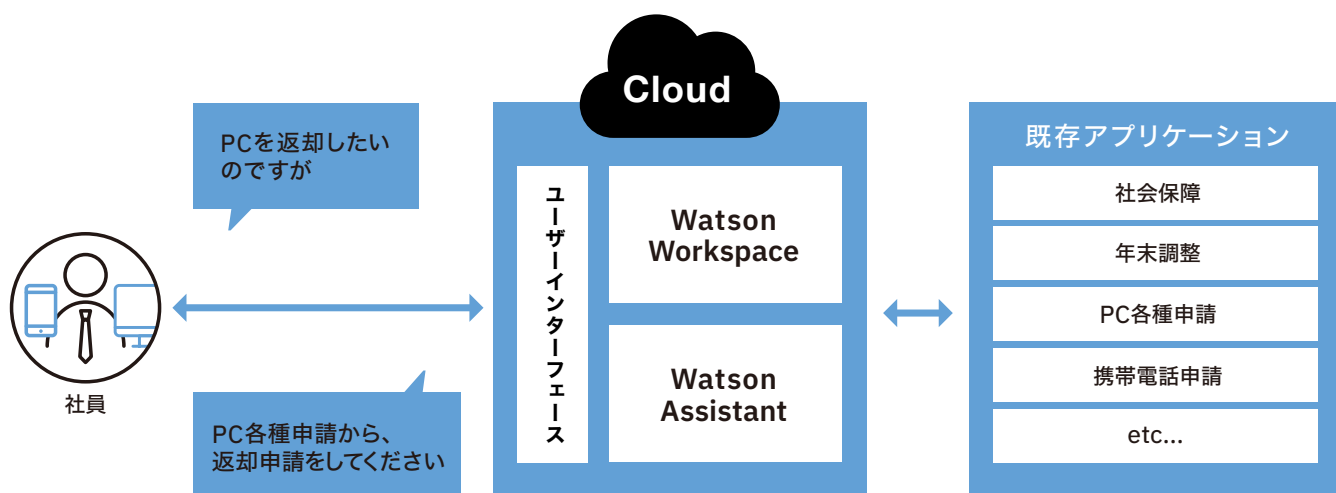 PCを返却したい
のですが
社員
PC各種申請から、
返却申請をしてください
Cloud
ユーザーインターフェース
Watson
Workspace
Watson
Assistant
既存アプリケーション
社会保障
年末調整
PC各種申請
携帯電話申請
etc...